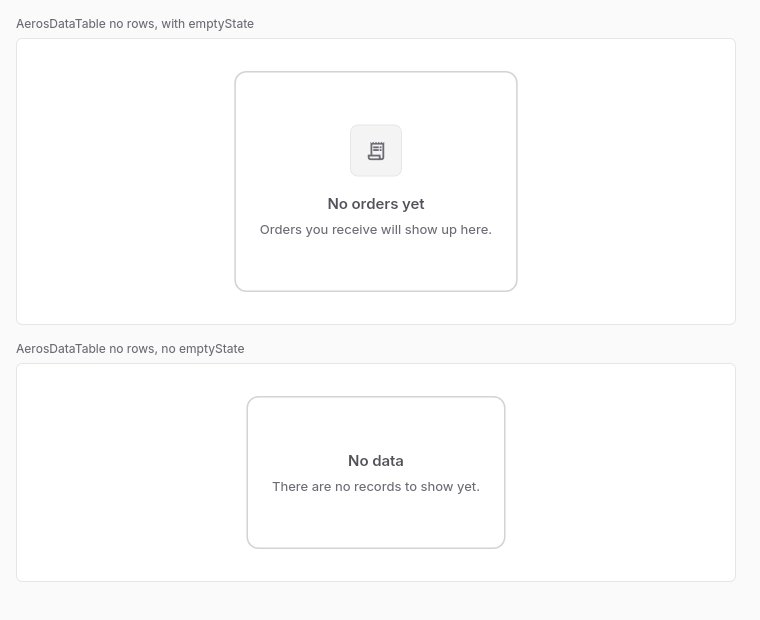 AerosDataTable no rows, with emptyState
No orders yet
Orders you receive will show up here.
AerosDataTable no rows, no emptyState
No data
There are no records to show yet.